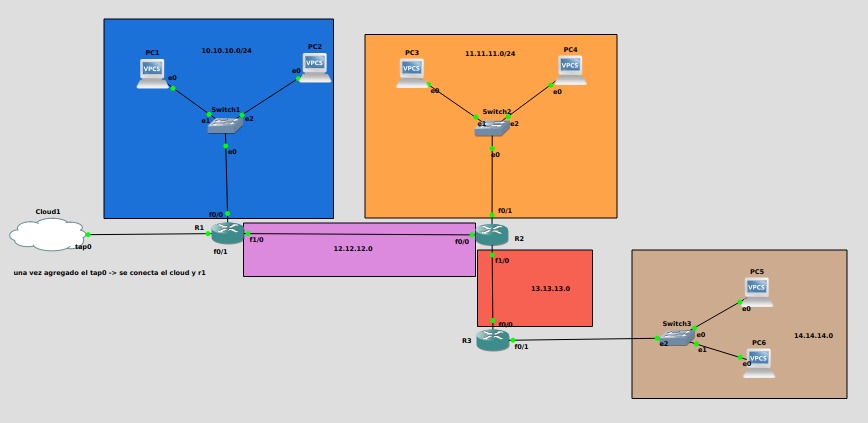 PC1
10.10.10.0/24
PC2
VPCS
e0
e0
VPCS
Switch1
e1
e2
e0
f0/0
PC3
11.11.11.0/24
PC4
VPCS
e0
VPCS
e0
Switch2
e1
e2
e0
f0/1
Cloud1
tap0
R1
f0/1
f1/0
12.12.12.0
f0/0
R2
f1/0
una vez agregado el tap0 -> se conecta el cloud y r1
13.13.13.0
f0/0
R3
f0/1
PC5
VPCS
e0
Switch3
e0
e2
e1
14.14.14.0
PC6
VPCS
e0